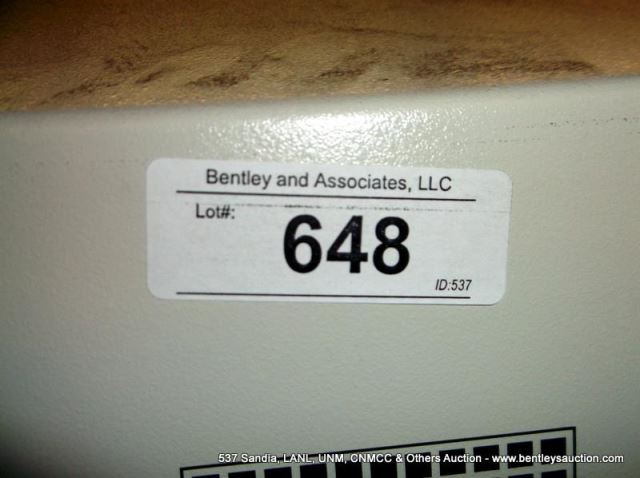 Bentley and Associates, LLC
Lot#:
648
ID:537
537 Sandia, LANL, UNM, CNMCC & Others Auction - www.bentleysauction.com